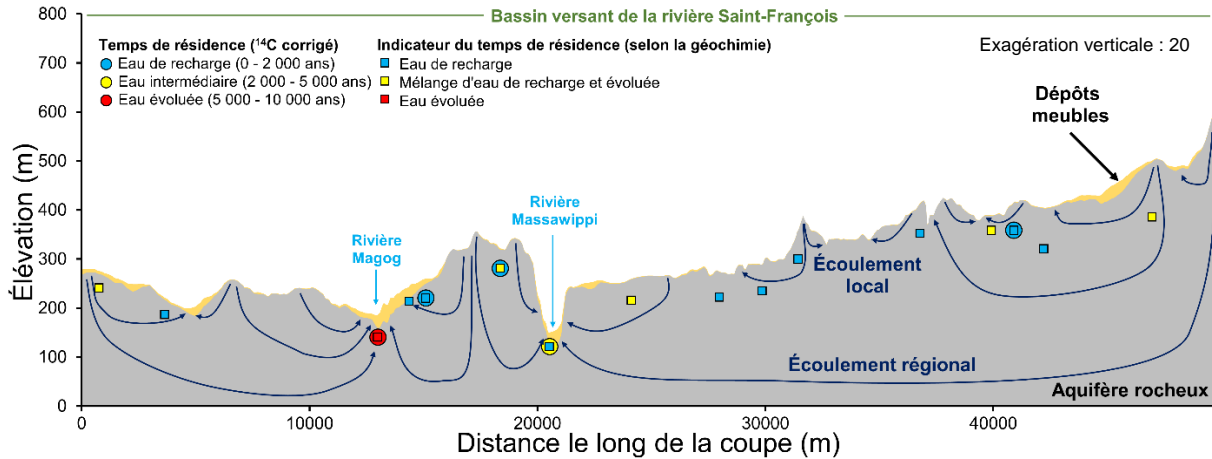 Bassin versant de la rivière Saint-François
Temps de résidence (¹⁴C corrigé)
Eau de recharge (0 - 2 000 ans)
Eau intermédiaire (2 000 - 5 000 ans)
Eau évoluée (5 000 - 10 000 ans)
Indicateur du temps de résidence (selon la géochimie)
Eau de recharge
Mélange d'eau de recharge et évoluée
Eau évoluée
Exagération verticale : 20
Dépôts
meubles
Rivière
Massawippi
Rivière
Magog
Écoulement
local
Écoulement régional
Aquifère rocheux
Élévation (m)
800
700
600
500
400
300
200
100
0
0
10000
20000
30000
40000
Distance le long de la coupe (m)